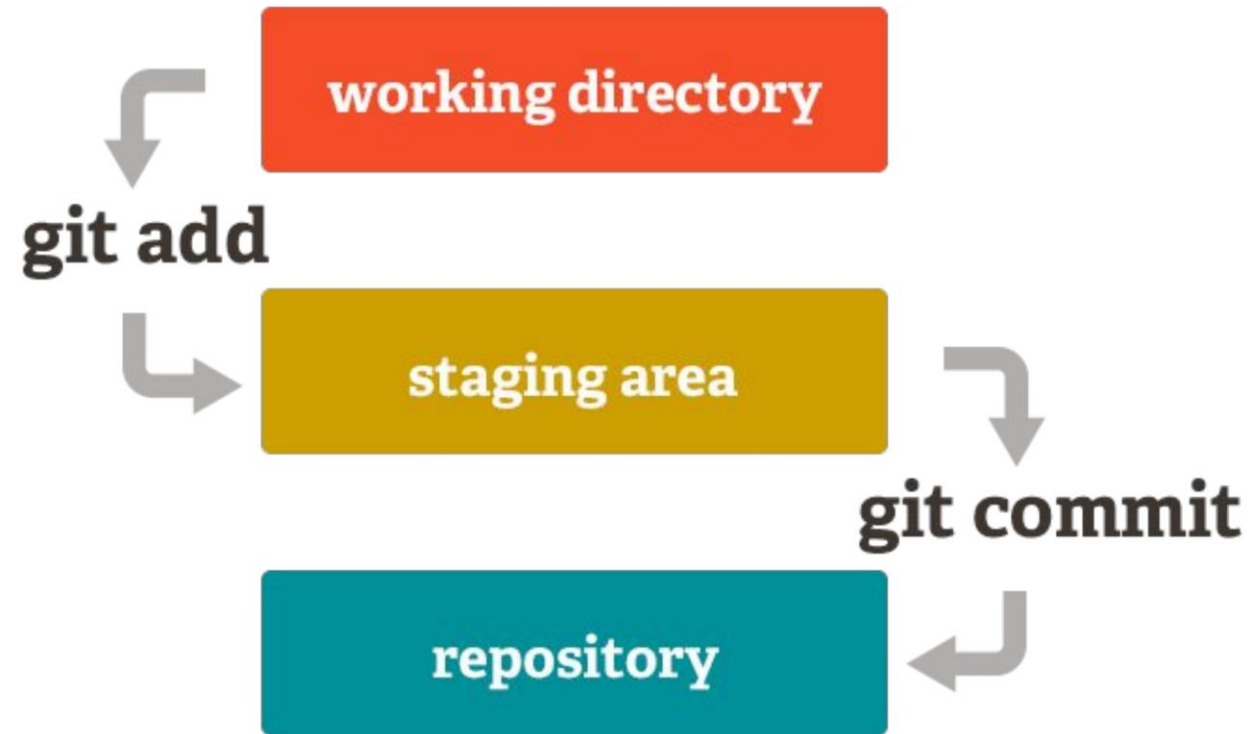 working directory
git add
staging area
git commit
repository